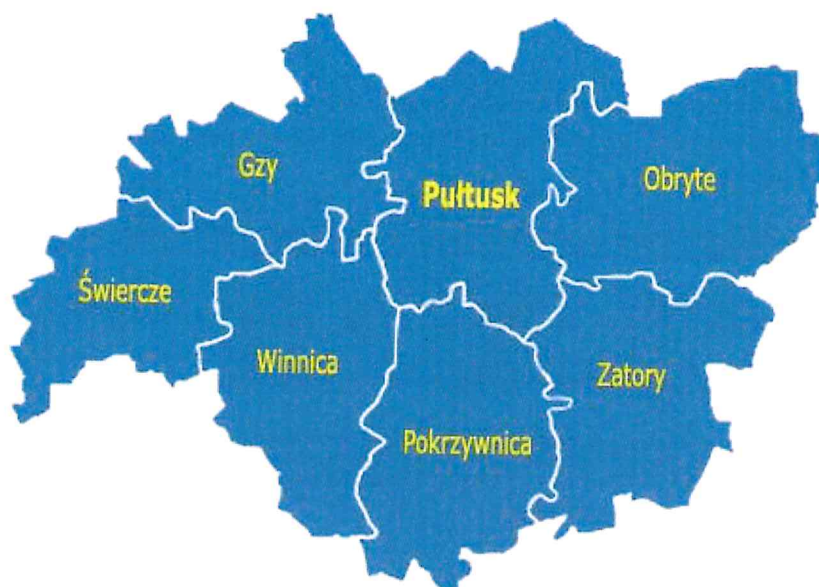 Gzy
Pułtusk
Obryte
Świercze
Winnica
Zatory
Pokrzywnica